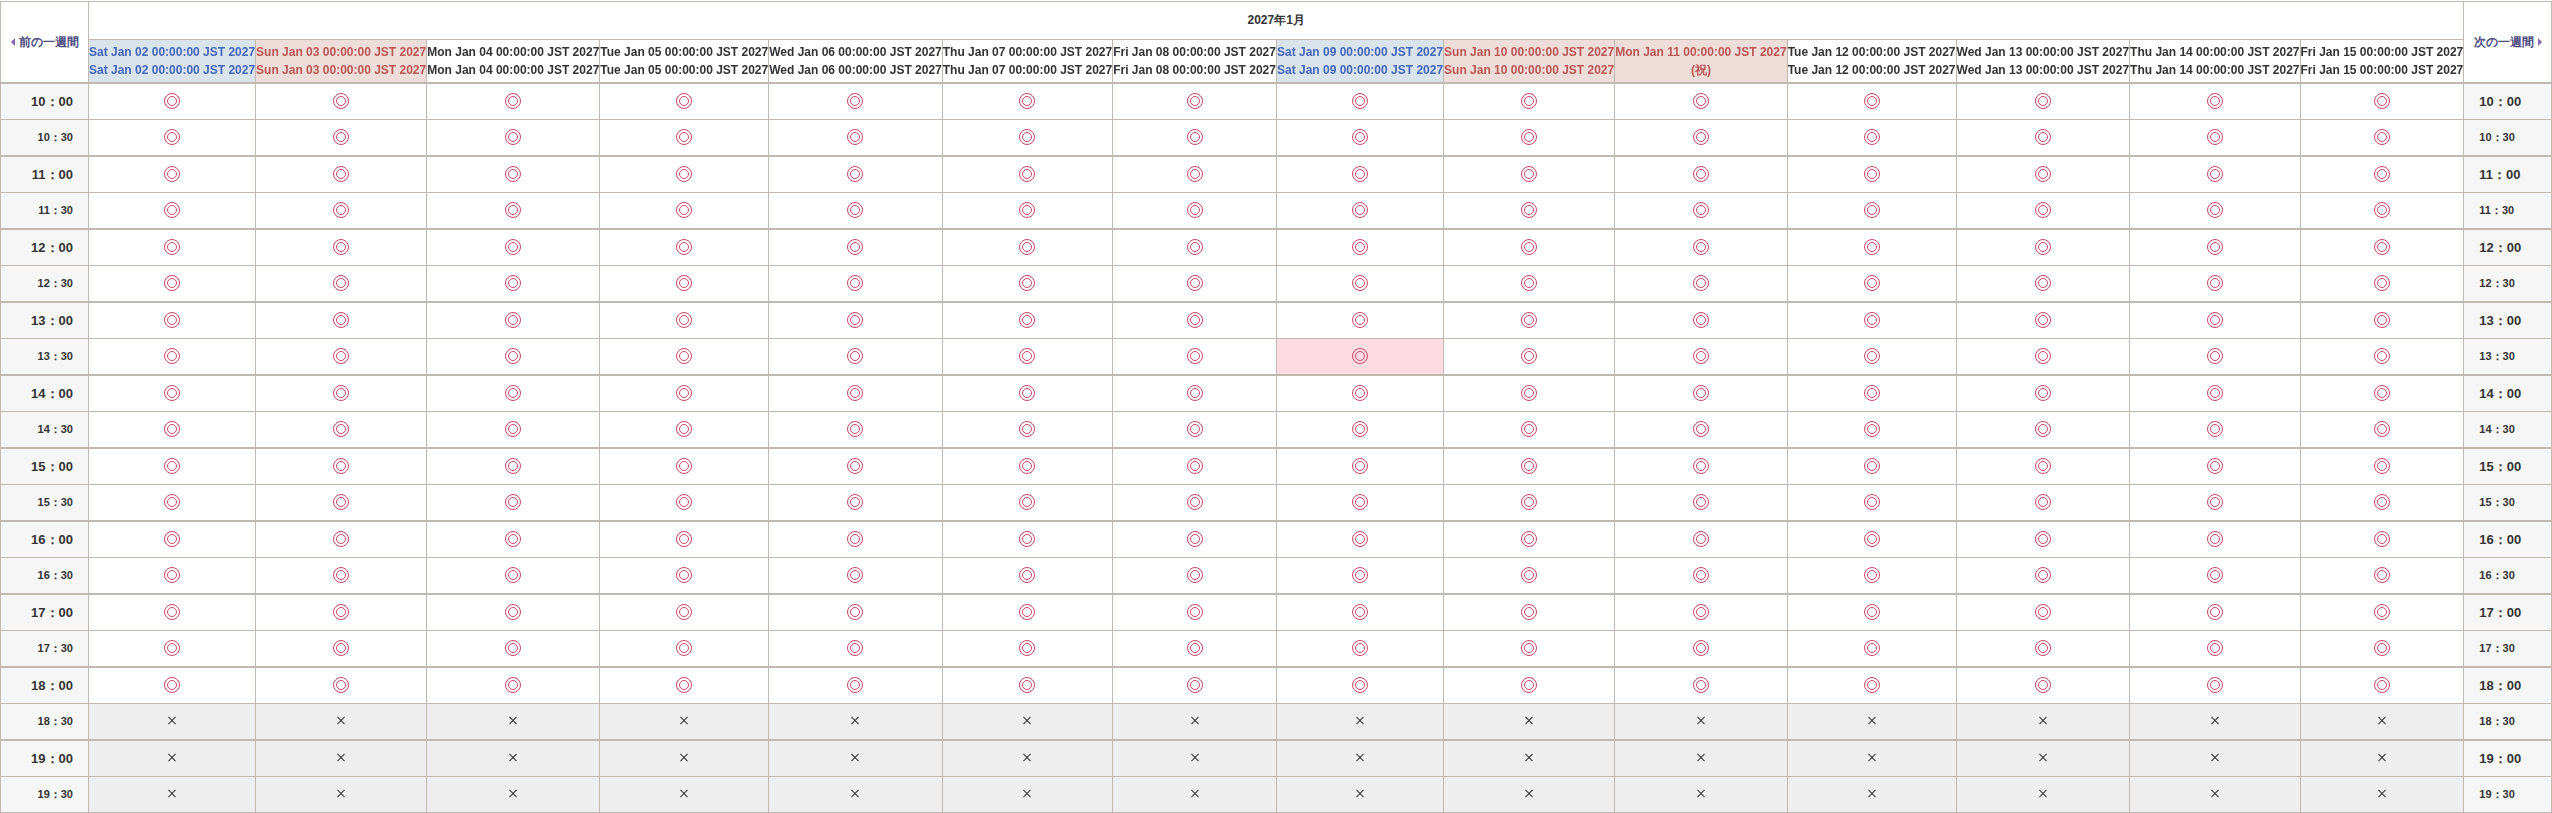 2027年1月
前の一週間
次の一週間
Sat Jan 02 00:00:00 JST 2027 Sun Jan 03 00:00:00 JST 2027 Mon Jan 04 00:00:00 JST 2027 Tue Jan 05 00:00:00 JST 2027 Wed Jan 06 00:00:00 JST 2027 Thu Jan 07 00:00:00 JST 2027 Fri Jan 08 00:00:00 JST 2027 Sat Jan 09 00:00:00 JST 2027 Sun Jan 10 00:00:00 JST 2027 Mon Jan 11 00:00:00 JST 2027 Tue Jan 12 00:00:00 JST 2027 Wed Jan 13 00:00:00 JST 2027 Thu Jan 14 00:00:00 JST 2027 Fri Jan 15 00:00:00 JST 2027
Sat Jan 02 00:00:00 JST 2027 Sun Jan 03 00:00:00 JST 2027 Mon Jan 04 00:00:00 JST 2027 Tue Jan 05 00:00:00 JST 2027 Wed Jan 06 00:00:00 JST 2027 Thu Jan 07 00:00:00 JST 2027 Fri Jan 08 00:00:00 JST 2027 Sat Jan 09 00:00:00 JST 2027 Sun Jan 10 00:00:00 JST 2027 (祝) Tue Jan 12 00:00:00 JST 2027 Wed Jan 13 00:00:00 JST 2027 Thu Jan 14 00:00:00 JST 2027 Fri Jan 15 00:00:00 JST 2027
10：00 ◎ ◎ ◎ ◎ ◎ ◎ ◎ ◎ ◎ ◎ ◎ ◎ ◎ ◎ 10：00
10：30 ◎ ◎ ◎ ◎ ◎ ◎ ◎ ◎ ◎ ◎ ◎ ◎ ◎ ◎ 10：30
11：00 ◎ ◎ ◎ ◎ ◎ ◎ ◎ ◎ ◎ ◎ ◎ ◎ ◎ ◎ 11：00
11：30 ◎ ◎ ◎ ◎ ◎ ◎ ◎ ◎ ◎ ◎ ◎ ◎ ◎ ◎ 11：30
12：00 ◎ ◎ ◎ ◎ ◎ ◎ ◎ ◎ ◎ ◎ ◎ ◎ ◎ ◎ 12：00
12：30 ◎ ◎ ◎ ◎ ◎ ◎ ◎ ◎ ◎ ◎ ◎ ◎ ◎ ◎ 12：30
13：00 ◎ ◎ ◎ ◎ ◎ ◎ ◎ ◎ ◎ ◎ ◎ ◎ ◎ ◎ 13：00
13：30 ◎ ◎ ◎ ◎ ◎ ◎ ◎ ◎ ◎ ◎ ◎ ◎ ◎ ◎ 13：30
14：00 ◎ ◎ ◎ ◎ ◎ ◎ ◎ ◎ ◎ ◎ ◎ ◎ ◎ ◎ 14：00
14：30 ◎ ◎ ◎ ◎ ◎ ◎ ◎ ◎ ◎ ◎ ◎ ◎ ◎ ◎ 14：30
15：00 ◎ ◎ ◎ ◎ ◎ ◎ ◎ ◎ ◎ ◎ ◎ ◎ ◎ ◎ 15：00
15：30 ◎ ◎ ◎ ◎ ◎ ◎ ◎ ◎ ◎ ◎ ◎ ◎ ◎ ◎ 15：30
16：00 ◎ ◎ ◎ ◎ ◎ ◎ ◎ ◎ ◎ ◎ ◎ ◎ ◎ ◎ 16：00
16：30 ◎ ◎ ◎ ◎ ◎ ◎ ◎ ◎ ◎ ◎ ◎ ◎ ◎ ◎ 16：30
17：00 ◎ ◎ ◎ ◎ ◎ ◎ ◎ ◎ ◎ ◎ ◎ ◎ ◎ ◎ 17：00
17：30 ◎ ◎ ◎ ◎ ◎ ◎ ◎ ◎ ◎ ◎ ◎ ◎ ◎ ◎ 17：30
18：00 ◎ ◎ ◎ ◎ ◎ ◎ ◎ ◎ ◎ ◎ ◎ ◎ ◎ ◎ 18：00
18：30 × × × × × × × × × × × × × × 18：30
19：00 × × × × × × × × × × × × × × 19：00
19：30 × × × × × × × × × × × × × × 19：30